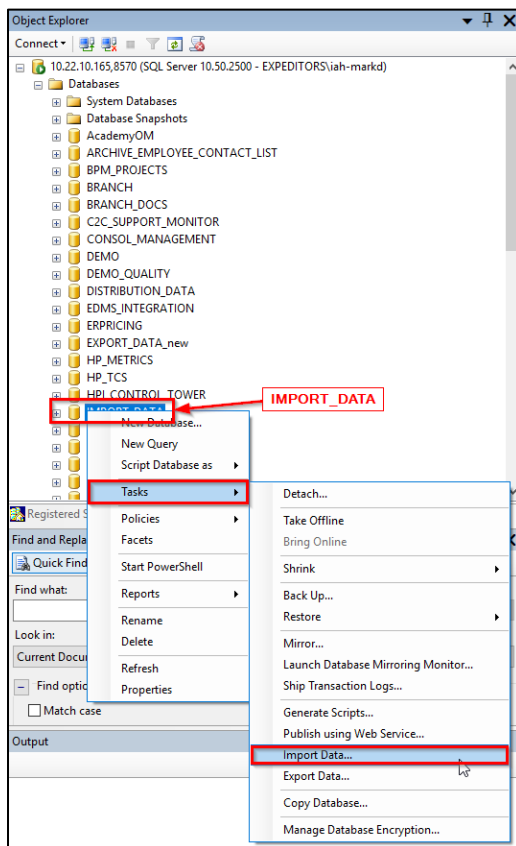 Object Explorer
Connect
10.22.10.165,8570 (SQL Server 10.50.2500 - EXPEDITORS\iah-markd)
Databases
System Databases
Database Snapshots
AcademyOM
ARCHIVE_EMPLOYEE_CONTACT_LIST
BPM_PROJECTS
BRANCH
BRANCH_DOCS
C2C_SUPPORT_MONITOR
CONSOL_MANAGEMENT
DEMO
DEMO_QUALITY
DISTRIBUTION_DATA
EDMS_INTEGRATION
ERPRICING
EXPORT_DATA_new
HP_METRICS
HP_TCS
HPI_CONTROL_TOWER
IMPORT_DATA
IMPORT_DATA
New Database...
New Query
Script Database as
Tasks
Policies
Facets
Start PowerShell
Reports
Rename
Delete
Refresh
Properties
Detach...
Take Offline
Bring Online
Shrink
Back Up...
Restore
Mirror...
Launch Database Mirroring Monitor...
Ship Transaction Logs...
Generate Scripts...
Publish using Web Service...
Import Data...
Export Data...
Copy Database...
Manage Database Encryption...
Registered S
Find and Repla
Quick Find
Find what:
Look in:
Current Docu
Find optio
Match case
Output